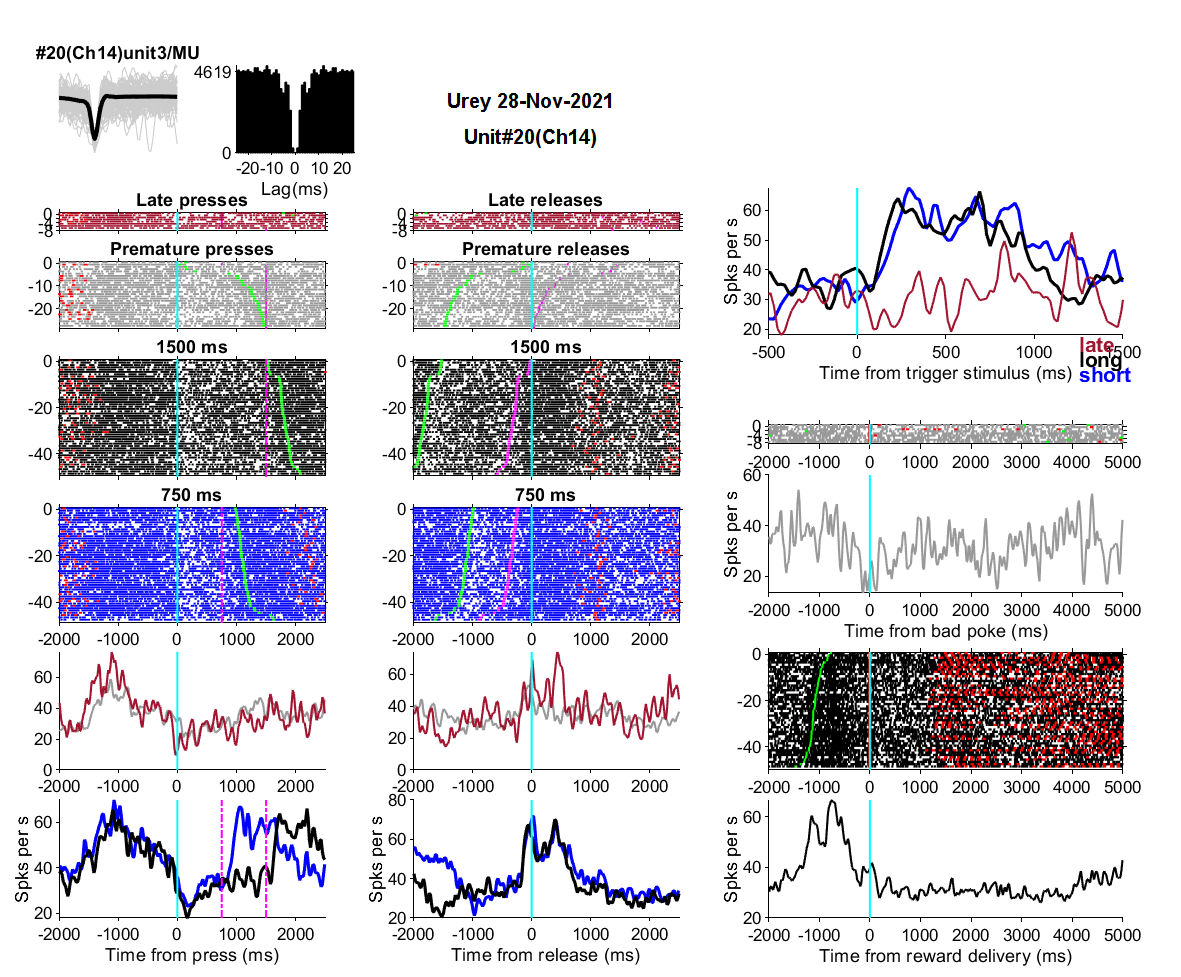 #20(Ch14)unit3/MU
4619
0
-20 -10 0 10 20
Lag(ms)
Urey 28-Nov-2021
Unit#20(Ch14)
Late presses
0
-4
-8
Premature presses
0
-10
-20
1500 ms
0
-20
-40
750 ms
0
-20
-40
-2000 -1000 0 1000 2000
60
40
20
0
-2000 -1000 0 1000 2000
Spks per s
60
40
20
-2000 -1000 0 1000 2000
Time from press (ms)
Late releases
0
-4
-8
Premature releases
0
-10
-20
1500 ms
0
-20
-40
750 ms
0
-20
-40
-2000 -1000 0 1000 2000
60
40
20
0
-2000 -1000 0 1000 2000
Spks per s
80
60
40
20
-2000 -1000 0 1000 2000
Time from release (ms)
Spks per s
60
50
40
30
20
-500 0 500 1000 1500
Time from trigger stimulus (ms)
late
long
short
0
-4
-8
-2000 -1000 0 1000 2000 3000 4000 5000
Spks per s
60
40
20
-2000 -1000 0 1000 2000 3000 4000 5000
Time from bad poke (ms)
0
-20
-40
-2000 -1000 0 1000 2000 3000 4000 5000
Spks per s
60
40
20
-2000 -1000 0 1000 2000 3000 4000 5000
Time from reward delivery (ms)